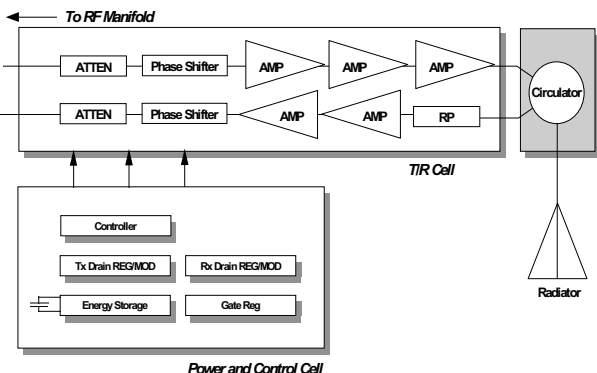 To RF Manifold
ATTEN
Phase Shifter
AMP
AMP
AMP
Circulator
ATTEN
Phase Shifter
AMP
AMP
RP
T/R Cell
Controller
Tx Drain REG/MOD
Rx Drain REG/MOD
Energy Storage
Gate Reg
Radiator
Power and Control Cell